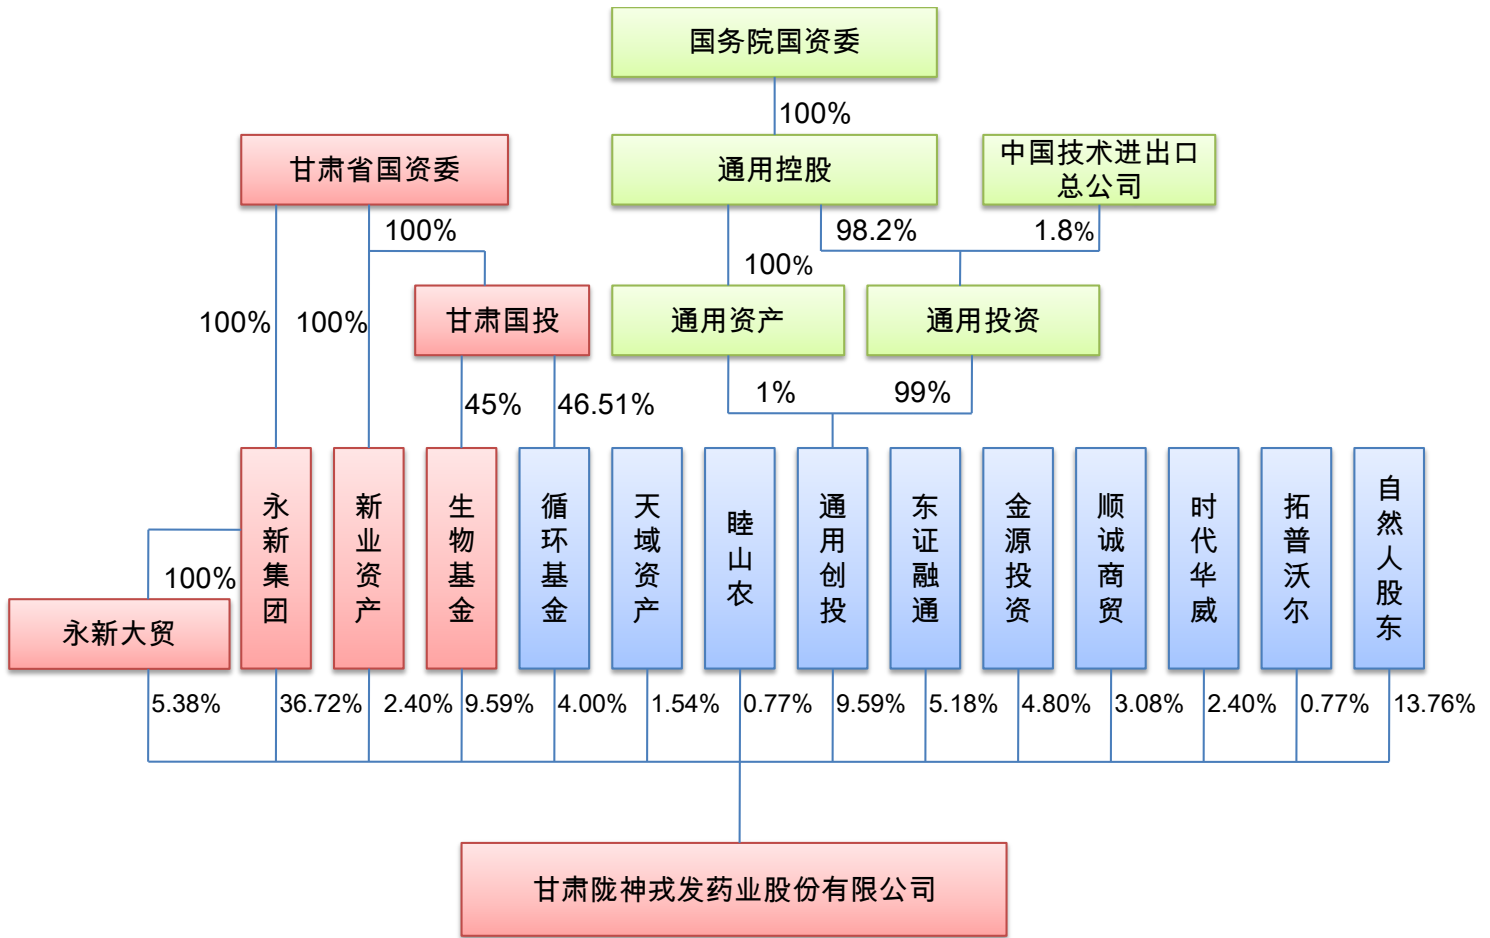 国务院国资委
100%
甘肃省国资委
通用控股
中国技术进出口
总公司
100%
98.2%
1.8%
100%
甘肃国投
通用资产
通用投资
100%
100%
1%
99%
45%
46.51%
永新集团
新业资产
生物基金
循环基金
天域资产
睦山农
通用创投
东证融通
金源投资
顺诚商贸
时代华威
拓普沃尔
自然人股东
100%
永新大贸
5.38%
36.72%
2.40%
9.59%
4.00%
1.54%
0.77%
9.59%
5.18%
4.80%
3.08%
2.40%
0.77%
13.76%
甘肃陇神戎发药业股份有限公司